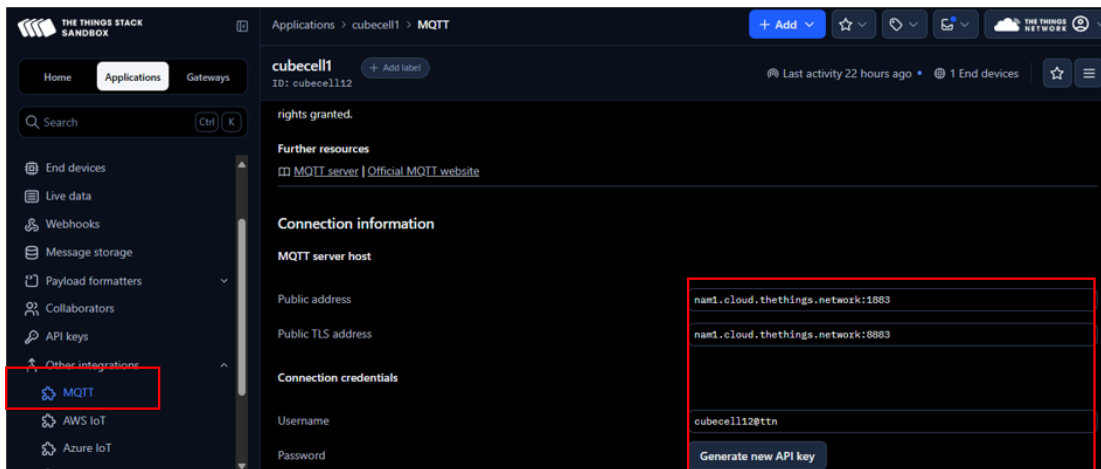 THE THINGS STACK
SANDBOX
Applications > cubecell1 > MQTT
+ Add
THE THINGS
NETWORK
Home Applications Gateways
cubecell1 + Add label
ID: cubecell12
Last activity 22 hours ago • 1 End devices
Search Ctrl K
rights granted.
Further resources
MQTT server | Official MQTT website
End devices
Live data
Webhooks
Message storage
Payload formatters
Collaborators
API keys
Other integrations
MQTT
AWS IoT
Azure IoT
Connection information
MQTT server host
Public address nam1.cloud.thethings.network:1883
Public TLS address nam1.cloud.thethings.network:8883
Connection credentials
Username cubecell12@ttn
Password Generate new API key